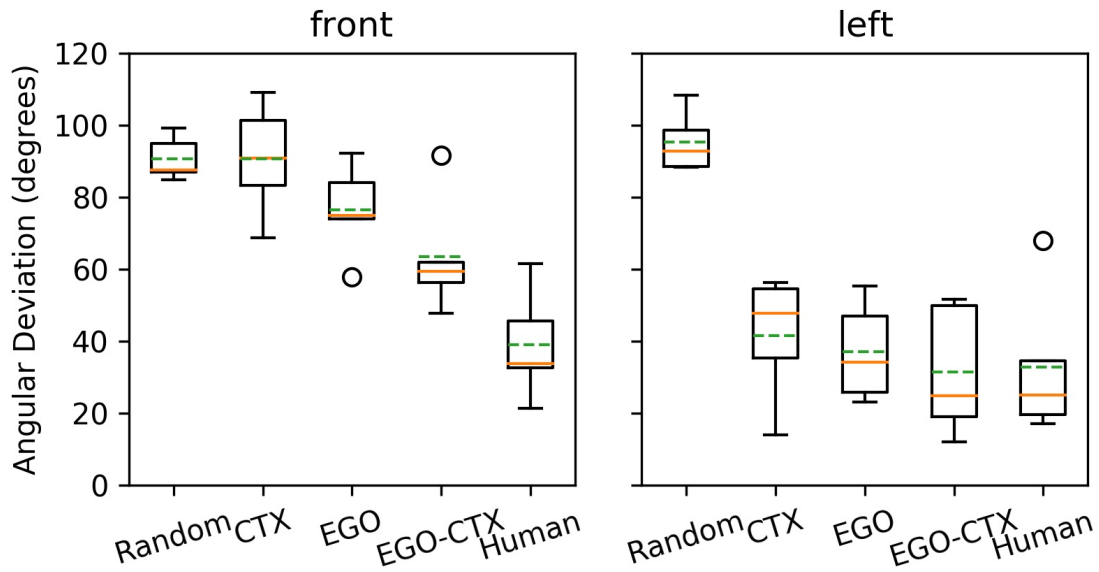 front
left
Angular Deviation (degrees)
120
100
80
60
40
20
0
Random
CTX
EGO
EGO-CTX
Human
Random
CTX
EGO
EGO-CTX
Human